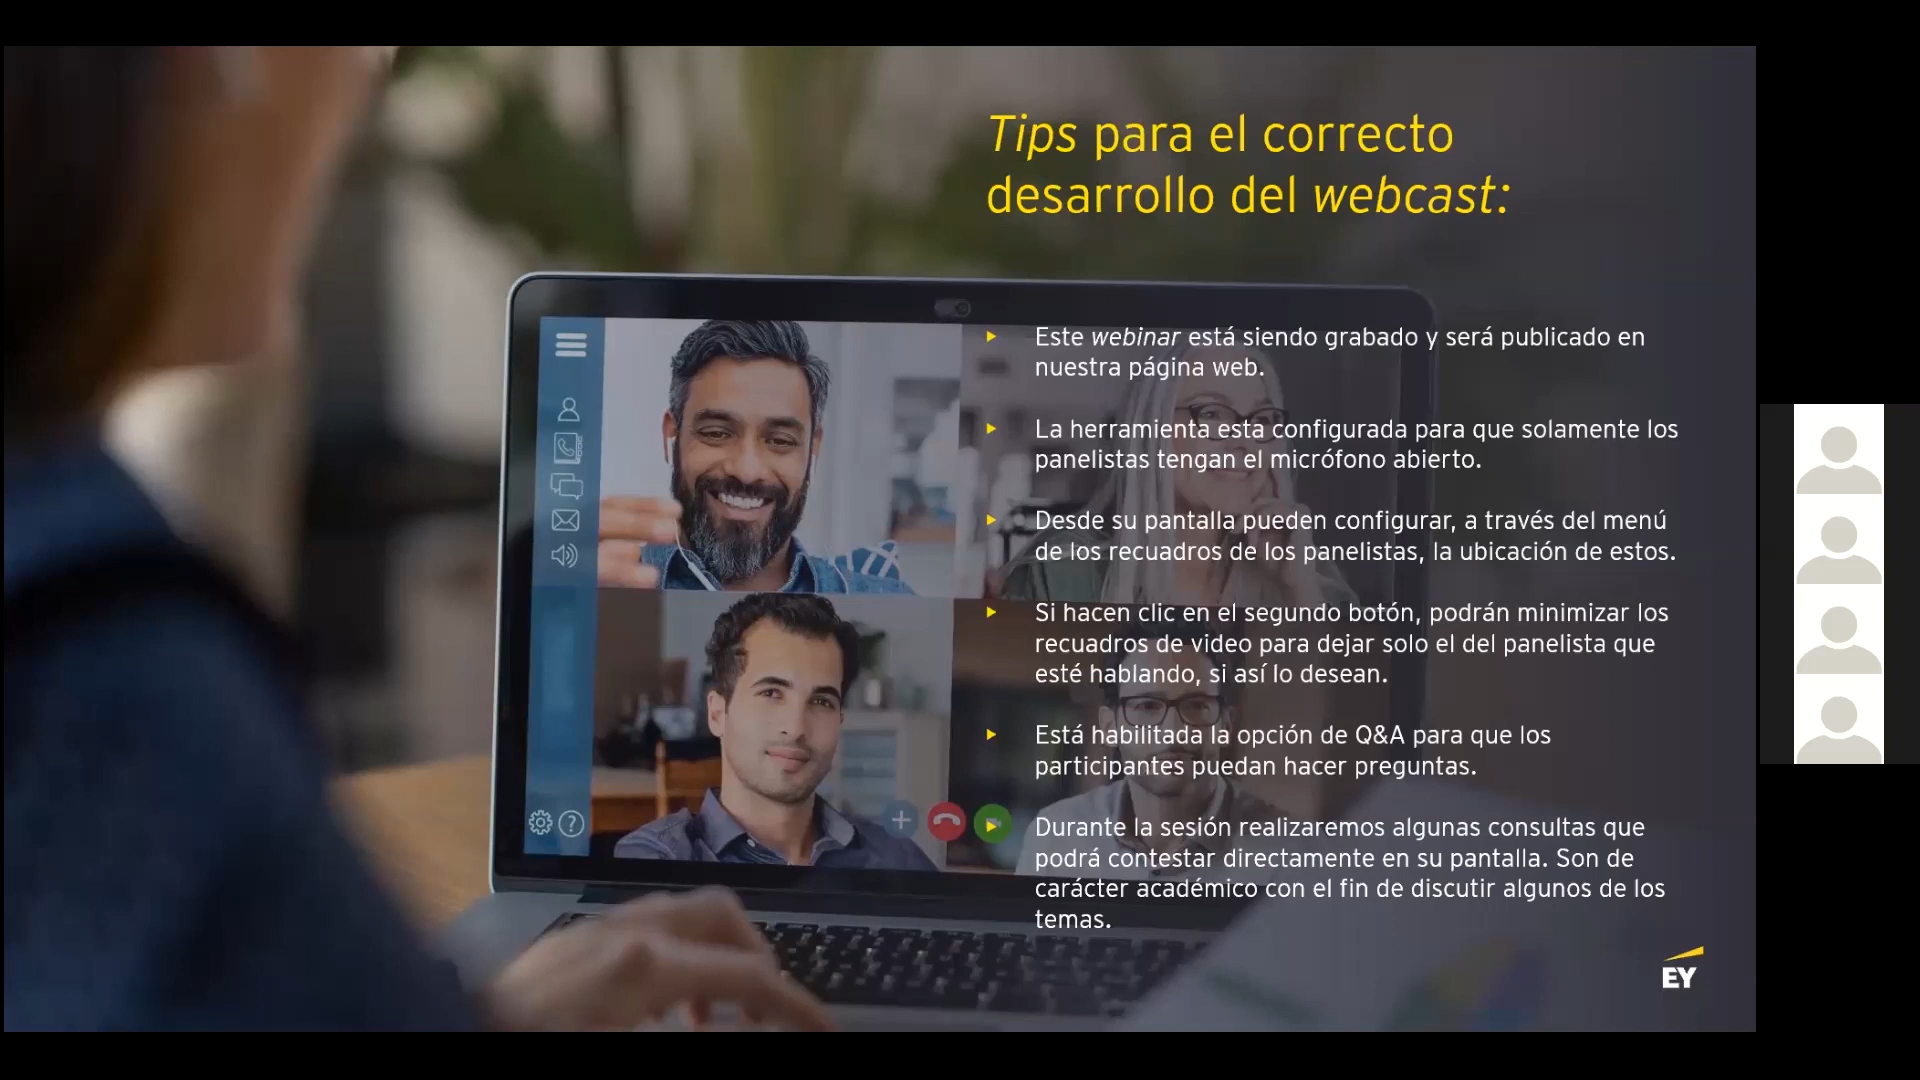 Tips para el correcto
desarrollo del webcast:
Este webinar está siendo grabado y será publicado en
nuestra página web.
La herramienta esta configurada para que solamente los
panelistas tengan el micrófono abierto.
Desde su pantalla pueden configurar, a través del menú
de los recuadros de los panelistas, la ubicación de estos.
Si hacen clic en el segundo botón, podrán minimizar los
recuadros de video para dejar solo el del panelista que
esté hablando, si así lo desean.
Está habilitada la opción de Q&A para que los
participantes puedan hacer preguntas.
Durante la sesión realizaremos algunas consultas que
podrá contestar directamente en su pantalla. Son de
carácter académico con el fin de discutir algunos de los
temas.
EY